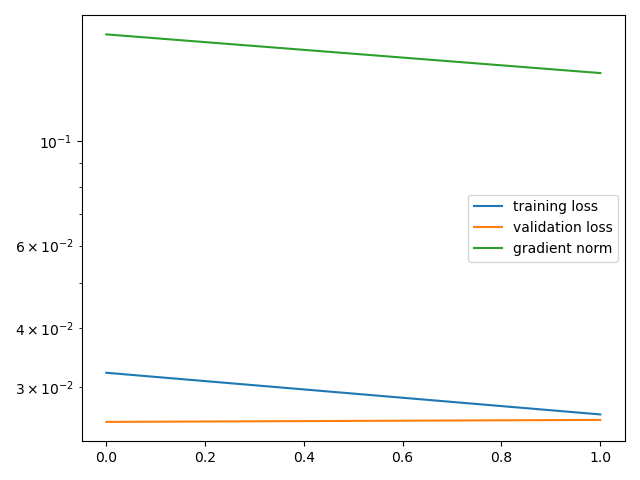 10⁻¹
6 × 10⁻²
4 × 10⁻²
3 × 10⁻²
training loss
validation loss
gradient norm
0.0 0.2 0.4 0.6 0.8 1.0